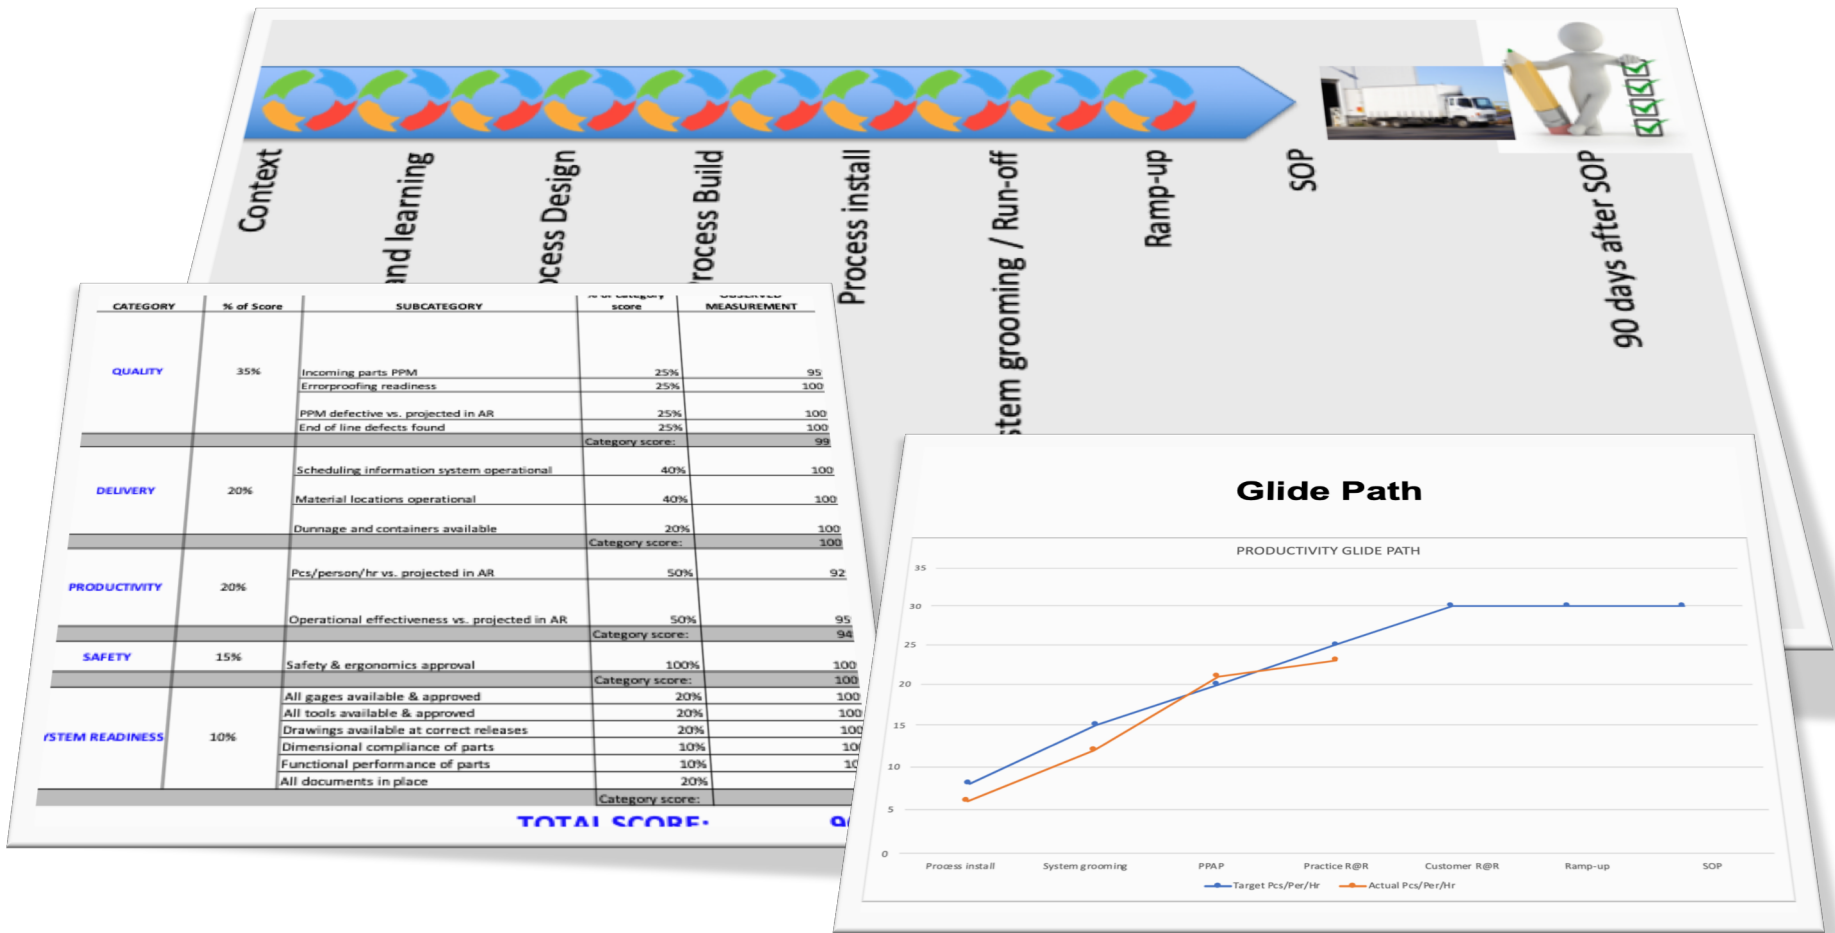 Context
and learning
ocess Design
rocess Build
Process install
stem grooming / Run-off
Ramp-up
SOP
90 days after SOP
CATEGORY % of Score SUBCATEGORY score MEASUREMENT
QUALITY 35% Incoming parts PPM 25% 95
Errorproofing readiness 25% 100
PPM defective vs. projected in AR 25% 100
End of line defects found 25% 100
Category score: 99
DELIVERY 20% Scheduling information system operational 40% 100
Material locations operational 40% 100
Dunnage and containers available 20% 100
Category score: 100
PRODUCTIVITY 20% Pcs/person/hr vs. projected in AR 50% 92
Operational effectiveness vs. projected in AR 50% 95
Category score: 94
SAFETY 15% Safety & ergonomics approval 100% 100
Category score: 100
YSTEM READINESS 10% All gages available & approved 20% 100
All tools available & approved 20% 100
Drawings available at correct releases 20% 100
Dimensional compliance of parts 10% 10
Functional performance of parts 10% 10
All documents in place 20%
Category score:
TOTAL SCORE: 9
Glide Path
PRODUCTIVITY GLIDE PATH
35
30
25
20
15
10
5
0
Process install System grooming PPAP Practice R@R Customer R@R Ramp-up SOP
Target Pcs/Per/Hr Actual Pcs/Per/Hr